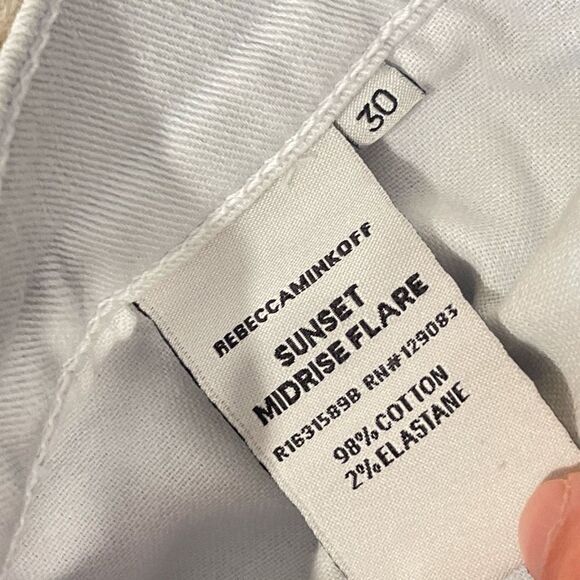 30
REBECCAMINKOFF
SUNSET
MIDRISE FLARE
R1631589B RN#129083
98%COTTON
2%ELASTANE